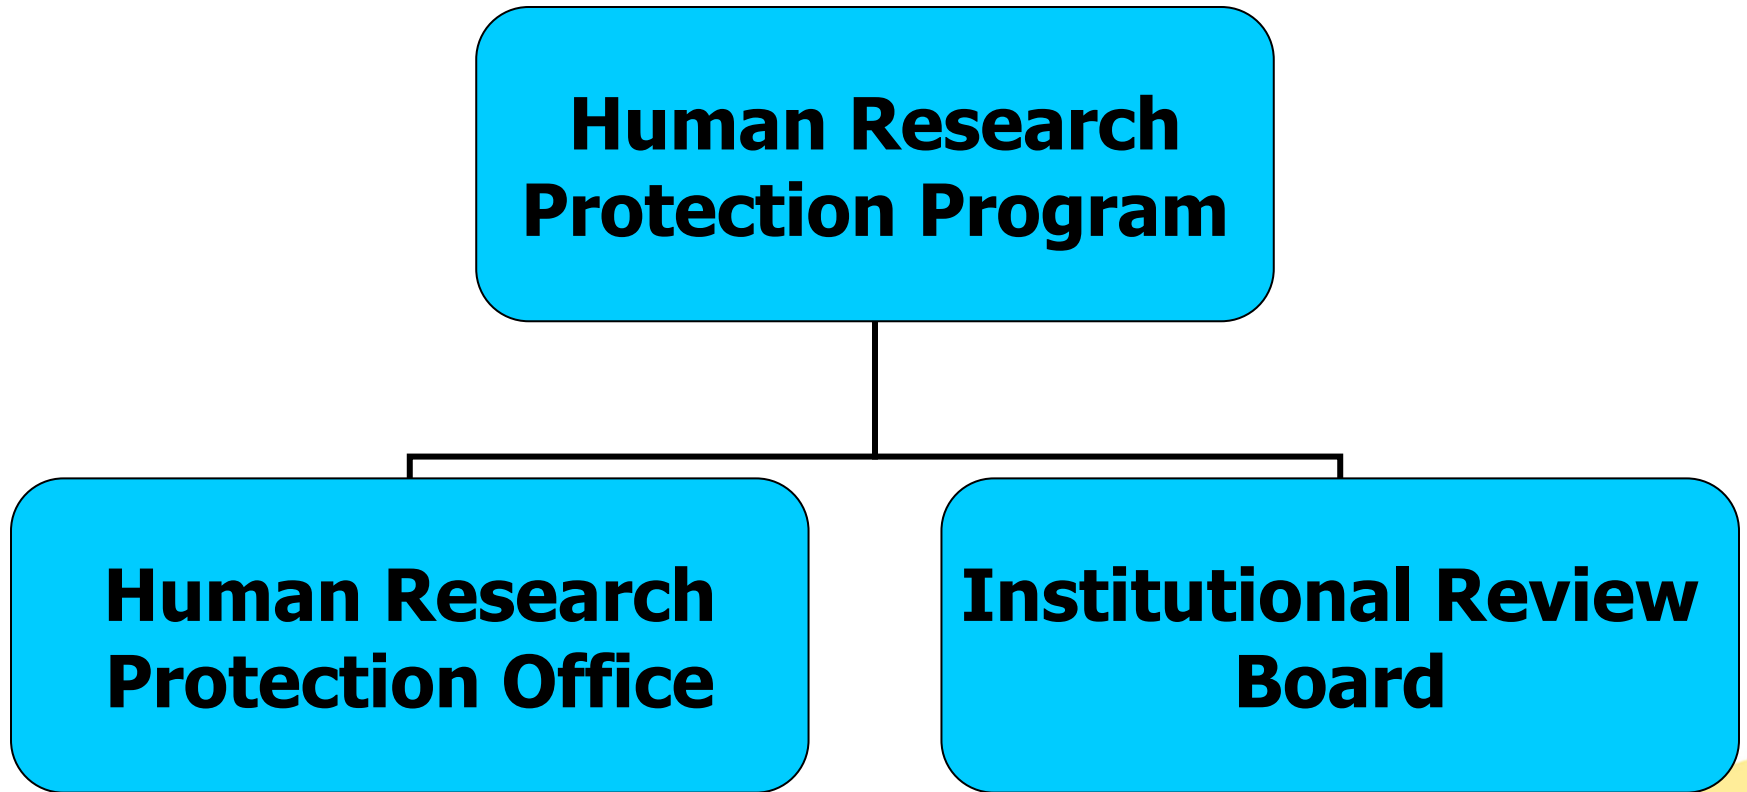 Human Research
Protection Program
Human Research
Protection Office
Institutional Review
Board